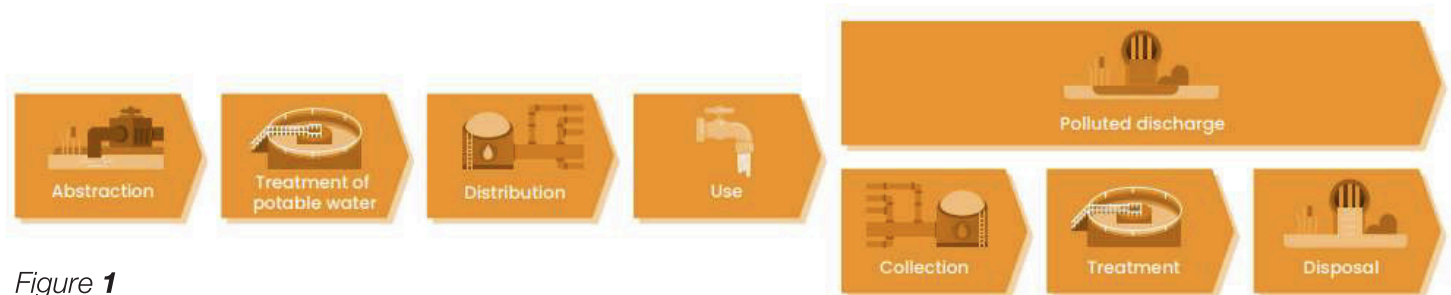 Abstraction
Treatment of
potable water
Distribution
Use
Polluted discharge
Collection
Treatment
Disposal
Figure 1